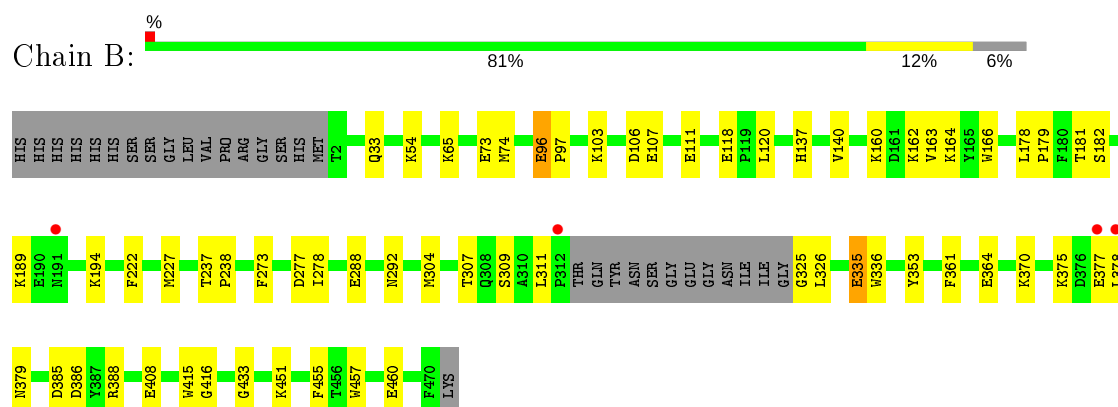 %
Chain B:
81% 12% 6%
HIS HIS HIS HIS HIS HIS SER SER GLY LEU VAL PRO ARG GLY SER HIS MET T2 Q33 K54 K65 E73 M74 E96 P97 K103 D106 E107 E111 E118 P119 L120 H137 V140 K160 D161 K162 V163 K164 Y165 W166 L178 P179 F180 T181 S182
K189 E190 N191 K194 F222 M227 T237 P238 F273 D277 I278 E288 N292 M304 T307 Q308 S309 A310 L311 P312 THR GLN TYR ASN SER GLY GLU GLY ASN ILE ILE GLY G325 L326 E335 W336 Y353 F361 E364 K370 K375 D376 E377 L378
N379 D385 D386 Y387 R388 E408 W415 G416 G433 K451 F455 T456 W457 E460 F470 LYS